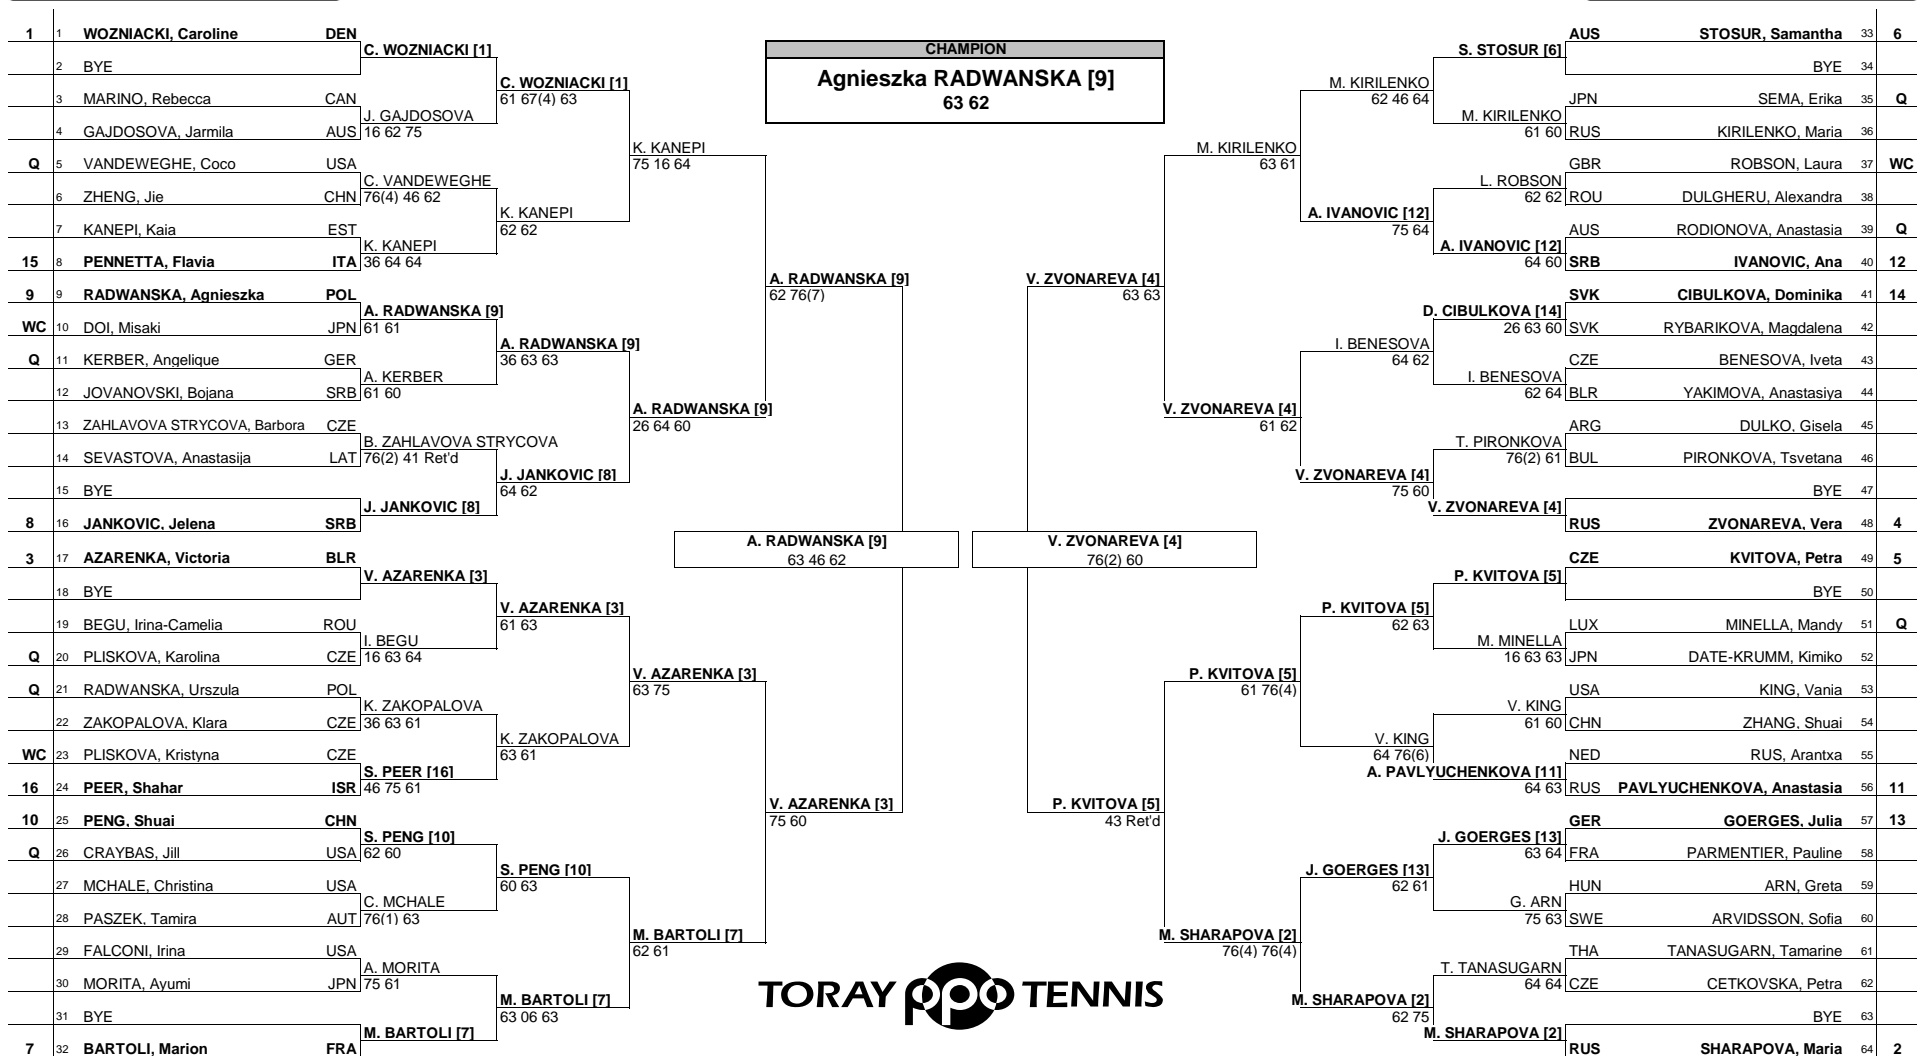 1 1 WOZNIACKI, Caroline DEN
C. WOZNIACKI [1]
2 BYE
C. WOZNIACKI [1]
61 67(4) 63
3 MARINO, Rebecca CAN
J. GAJDOSOVA
4 GAJDOSOVA, Jarmila AUS 16 62 75
K. KANEPI
75 16 64
Q 5 VANDEWEGHE, Coco USA
C. VANDEWEGHE
6 ZHENG, Jie CHN 76(4) 46 62
K. KANEPI
62 62
7 KANEPI, Kaia EST
K. KANEPI
15 8 PENNETTA, Flavia ITA 36 64 64
A. RADWANSKA [9]
62 76(7)
9 9 RADWANSKA, Agnieszka POL
A. RADWANSKA [9]
WC 10 DOI, Misaki JPN 61 61
A. RADWANSKA [9]
36 63 63
Q 11 KERBER, Angelique GER
A. KERBER
12 JOVANOVSKI, Bojana SRB 61 60
A. RADWANSKA [9]
26 64 60
13 ZAHLAVOVA STRYCOVA, Barbora CZE
B. ZAHLAVOVA STRYCOVA
14 SEVASTOVA, Anastasija LAT 76(2) 41 Ret'd
J. JANKOVIC [8]
64 62
15 BYE
J. JANKOVIC [8]
8 16 JANKOVIC, Jelena SRB
A. RADWANSKA [9]
63 46 62
3 17 AZARENKA, Victoria BLR
V. AZARENKA [3]
18 BYE
V. AZARENKA [3]
61 63
19 BEGU, Irina-Camelia ROU
I. BEGU
Q 20 PLISKOVA, Karolina CZE 16 63 64
V. AZARENKA [3]
63 75
Q 21 RADWANSKA, Urszula POL
K. ZAKOPALOVA
22 ZAKOPALOVA, Klara CZE 36 63 61
K. ZAKOPALOVA
63 61
WC 23 PLISKOVA, Kristyna CZE
S. PEER [16]
16 24 PEER, Shahar ISR 46 75 61
V. AZARENKA [3]
75 60
10 25 PENG, Shuai CHN
S. PENG [10]
Q 26 CRAYBAS, Jill USA 62 60
S. PENG [10]
60 63
27 MCHALE, Christina USA
C. MCHALE
28 PASZEK, Tamira AUT 76(1) 63
M. BARTOLI [7]
62 61
29 FALCONI, Irina USA
A. MORITA
30 MORITA, Ayumi JPN 75 61
M. BARTOLI [7]
63 06 63
31 BYE
M. BARTOLI [7]
7 32 BARTOLI, Marion FRA
CHAMPION
Agnieszka RADWANSKA [9]
63 62
AUS STOSUR, Samantha 33 6
S. STOSUR [6]
BYE 34
M. KIRILENKO
62 46 64
JPN SEMA, Erika 35 Q
M. KIRILENKO
61 60 RUS KIRILENKO, Maria 36
M. KIRILENKO
63 61
GBR ROBSON, Laura 37 WC
L. ROBSON
62 62 ROU DULGHERU, Alexandra 38
A. IVANOVIC [12]
75 64
AUS RODIONOVA, Anastasia 39 Q
A. IVANOVIC [12]
64 60 SRB IVANOVIC, Ana 40 12
V. ZVONAREVA [4]
63 63
SVK CIBULKOVA, Dominika 41 14
D. CIBULKOVA [14]
26 63 60 SVK RYBARIKOVA, Magdalena 42
I. BENESOVA
64 62
CZE BENESOVA, Iveta 43
I. BENESOVA
62 64 BLR YAKIMOVA, Anastasiya 44
V. ZVONAREVA [4]
61 62
ARG DULKO, Gisela 45
T. PIRONKOVA
76(2) 61 BUL PIRONKOVA, Tsvetana 46
V. ZVONAREVA [4]
75 60
BYE 47
V. ZVONAREVA [4]
RUS ZVONAREVA, Vera 48 4
V. ZVONAREVA [4]
76(2) 60
CZE KVITOVA, Petra 49 5
P. KVITOVA [5]
BYE 50
P. KVITOVA [5]
62 63
LUX MINELLA, Mandy 51 Q
M. MINELLA
16 63 63 JPN DATE-KRUMM, Kimiko 52
P. KVITOVA [5]
61 76(4)
USA KING, Vania 53
V. KING
61 60 CHN ZHANG, Shuai 54
V. KING
64 76(6)
NED RUS, Arantxa 55
A. PAVLYUCHENKOVA [11]
64 63 RUS PAVLYUCHENKOVA, Anastasia 56 11
P. KVITOVA [5]
43 Ret'd
GER GOERGES, Julia 57 13
J. GOERGES [13]
63 64 FRA PARMENTIER, Pauline 58
J. GOERGES [13]
62 61
HUN ARN, Greta 59
G. ARN
75 63 SWE ARVIDSSON, Sofia 60
M. SHARAPOVA [2]
76(4) 76(4)
THA TANASUGARN, Tamarine 61
T. TANASUGARN
64 64 CZE CETKOVSKA, Petra 62
M. SHARAPOVA [2]
62 75
BYE 63
M. SHARAPOVA [2]
RUS SHARAPOVA, Maria 64 2
TORAY ppo TENNIS